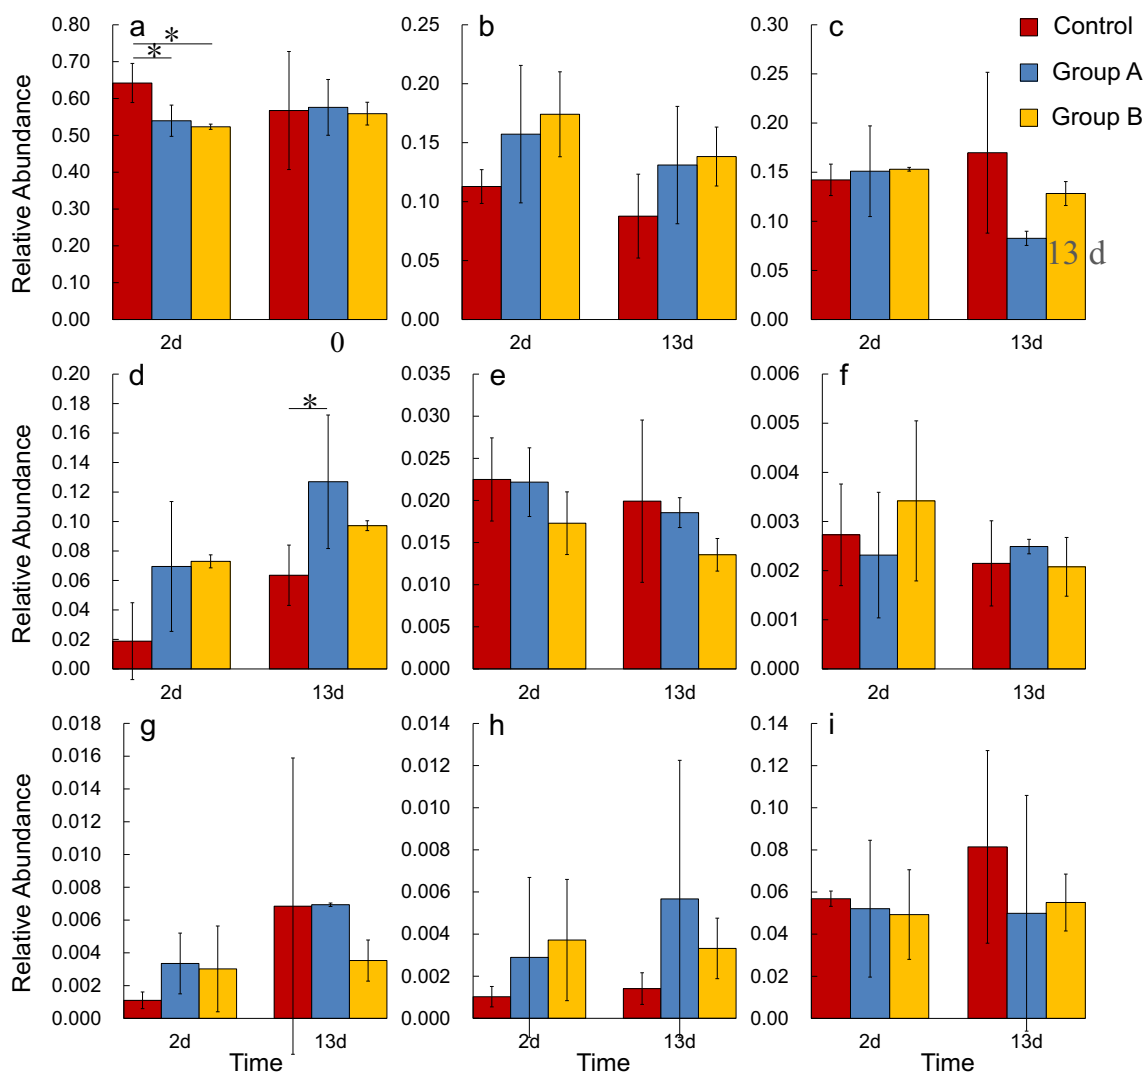 a
*
*
0.80
0.70
0.60
0.50
0.40
0.30
0.20
0.10
0.00
Relative Abundance
2d
0
b
0.25
0.20
0.15
0.10
0.05
0.00
2d
13d
c
0.30
0.25
0.20
0.15
0.10
0.05
0.00
13 d
2d
13d
Control
Group A
Group B
d
*
0.20
0.18
0.16
0.14
0.12
0.10
0.08
0.06
0.04
0.02
0.00
Relative Abundance
2d
13d
e
0.035
0.030
0.025
0.020
0.015
0.010
0.005
0.000
2d
13d
f
0.006
0.005
0.004
0.003
0.002
0.001
0.000
2d
13d
g
0.018
0.016
0.014
0.012
0.010
0.008
0.006
0.004
0.002
0.000
Relative Abundance
2d
13d
Time
h
0.014
0.012
0.010
0.008
0.006
0.004
0.002
0.000
2d
13d
Time
i
0.14
0.12
0.10
0.08
0.06
0.04
0.02
0.00
2d
13d
Time